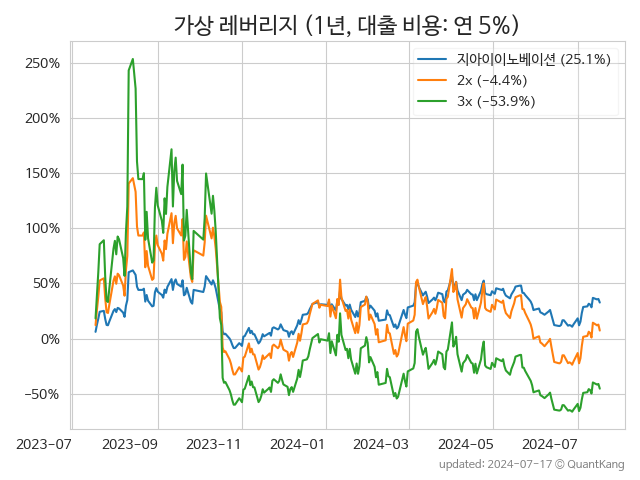 가상 레버리지 (1년, 대출 비용: 연 5%)
지아이이노베이션 (25.1%)
2x (−4.4%)
3x (−53.9%)
250%
200%
150%
100%
50%
0%
−50%
2023-07
2023-09
2023-11
2024-01
2024-03
2024-05
2024-07
updated: 2024-07-17 © QuantKang